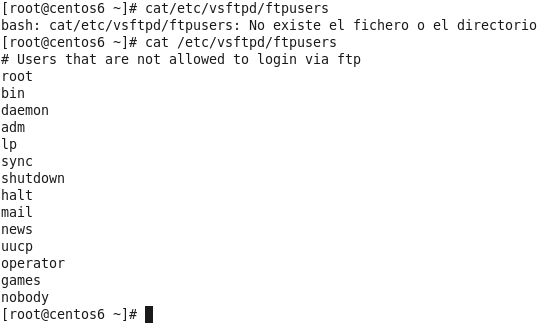 [root@centos6 ~]# cat/etc/vsftpd/ftpusers
bash: cat/etc/vsftpd/ftpusers: No existe el fichero o el directorio
[root@centos6 ~]# cat /etc/vsftpd/ftpusers
# Users that are not allowed to login via ftp
root
bin
daemon
adm
lp
sync
shutdown
halt
mail
news
uucp
operator
games
nobody
[root@centos6 ~]#